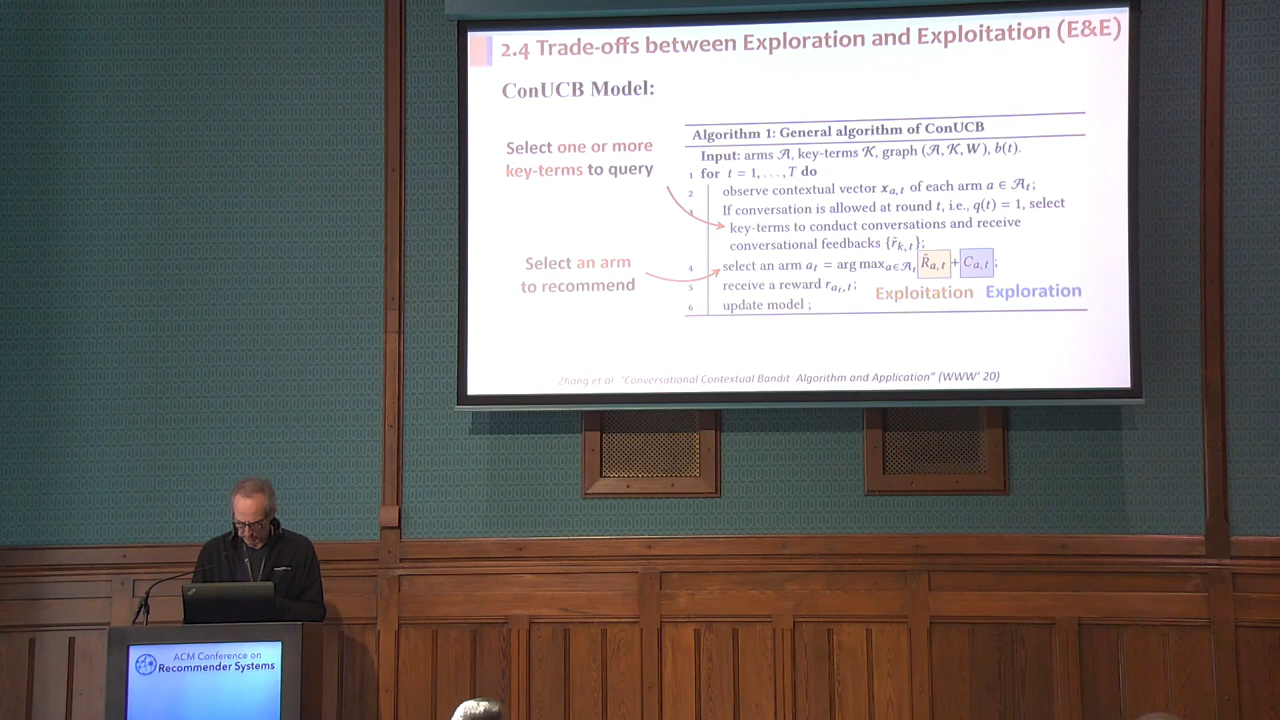 2.4 Trade-offs between Exploration and Exploitation (E&E)
ConUCB Model:
Select one or more
key-terms to query
Select an arm
to recommend
Algorithm 1: General algorithm of ConUCB
Input: arms 𝒜, key-terms 𝒦, graph (𝒜, 𝒦, W), b(t).
1 for t = 1, . . . , T do
2 observe contextual vector x_{a,t} of each arm a ∈ 𝒜_t;
3 If conversation is allowed at round t, i.e., q(t) = 1, select
key-terms to conduct conversations and receive
conversational feedbacks {r̃_{k,t}};
4 select an arm a_t = arg max_{a∈𝒜_t} R̃_{a,t} + C_{a,t};
5 receive a reward r_{a_t,t};
Exploitation Exploration
6 update model ;
Zhang et al "Conversational Contextual Bandit Algorithm and Application" (WWW' 20)
ACM Conference on
Recommender Systems